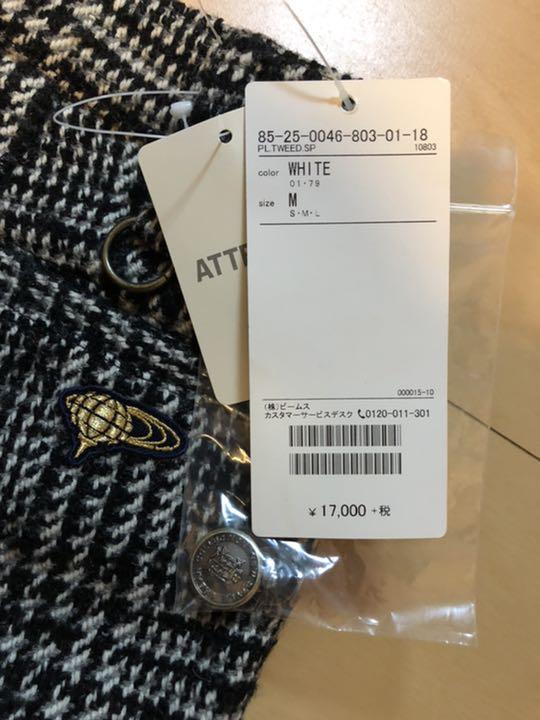 85-25-0046-803-01-18
PL.TWEED.SP 10803
color WHITE
01・79
size M
S・M・L
000015-10
(株)ビームス
カスタマーサービスデスク 0120-011-301
¥ 17,000 +税